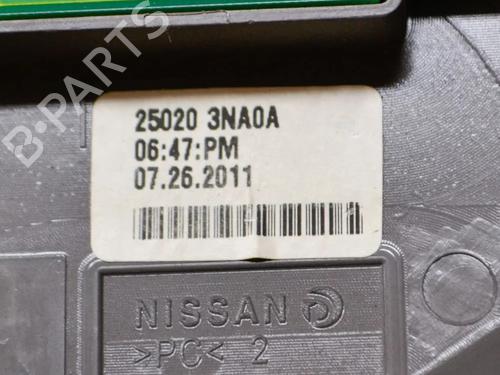 B-PARTS
25020 3NA0A
06:47:PM
07.26.2011
NISSAN
>PC< 2